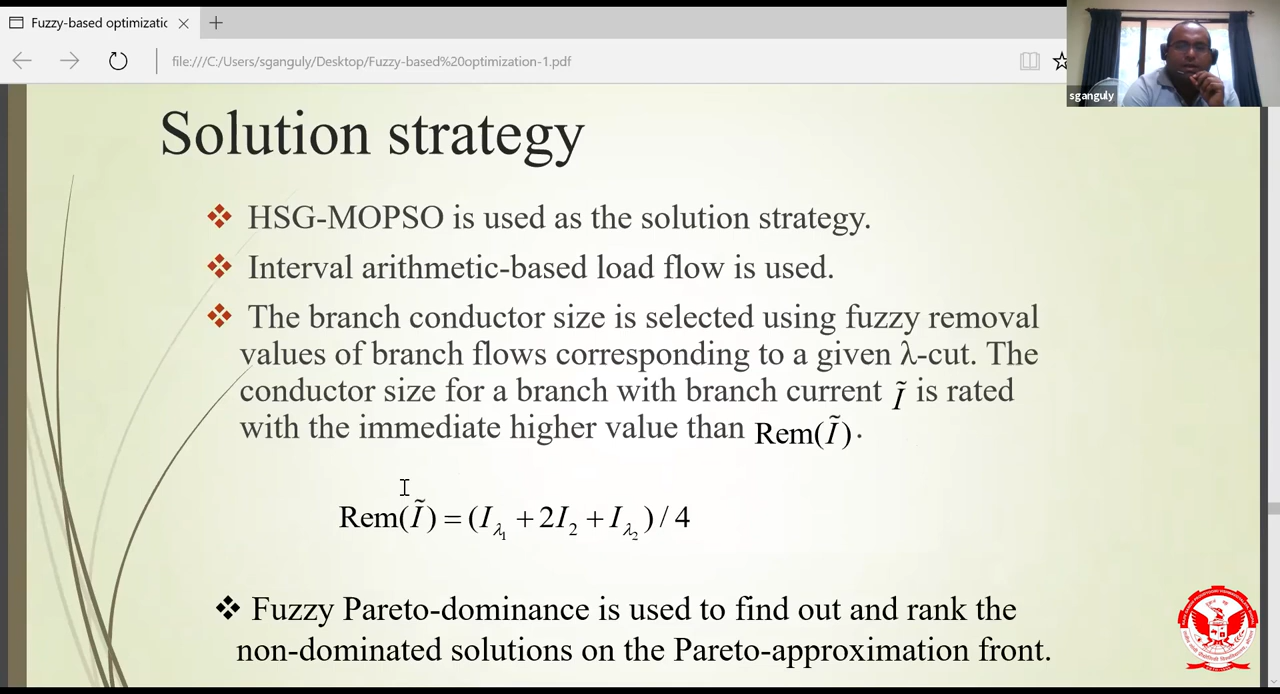 Fuzzy-based optimizatic
file:///C:/Users/sganguly/Desktop/Fuzzy-based%20optimization-1.pdf
sganguly
Solution strategy
❖ HSG-MOPSO is used as the solution strategy.
❖ Interval arithmetic-based load flow is used.
❖ The branch conductor size is selected using fuzzy removal
values of branch flows corresponding to a given λ-cut. The
conductor size for a branch with branch current Ĩ is rated
with the immediate higher value than Rem(Ĩ).
Rem(Ĩ) = (I_λ₁ + 2I₂ + I_λ₂) / 4
❖ Fuzzy Pareto-dominance is used to find out and rank the
non-dominated solutions on the Pareto-approximation front.